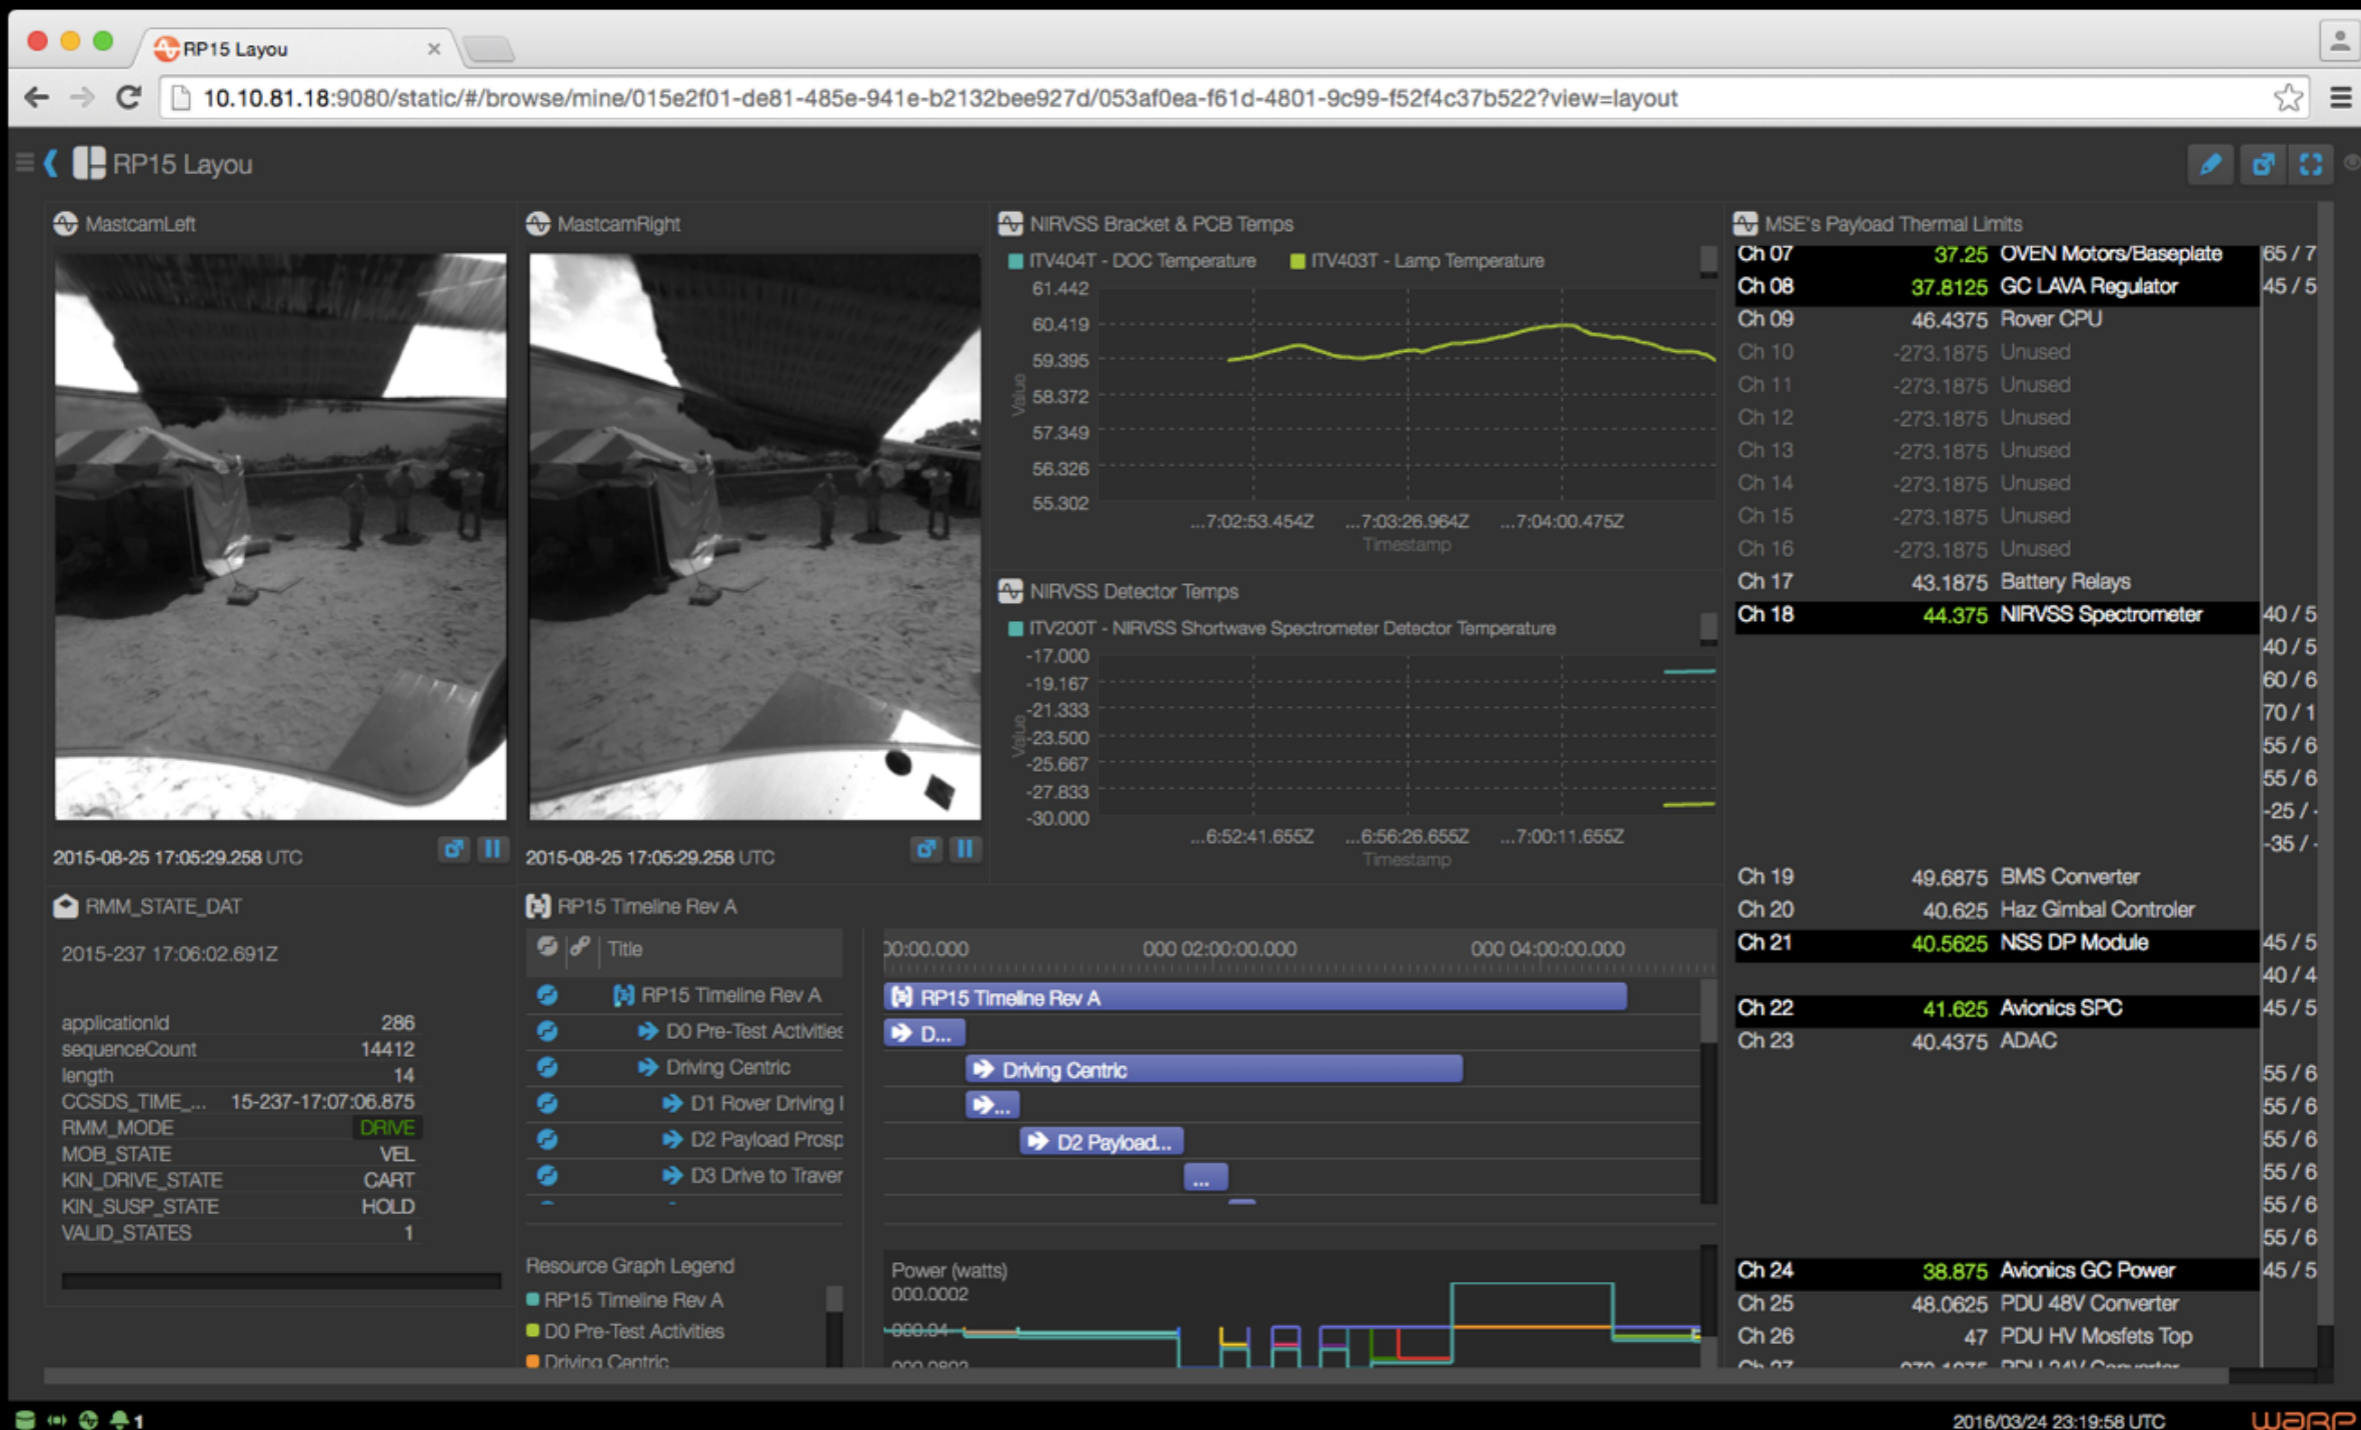 RP15 Layou
10.10.81.18:9080/static/#/browse/mine/015e2f01-de81-485e-941e-b2132bee927d/053af0ea-f61d-4801-9c99-f52f4c37b522?view=layout
RP15 Layou
MastcamLeft
2015-08-25 17:05:29.258 UTC
MastcamRight
2015-08-25 17:05:29.258 UTC
NIRVSS Bracket & PCB Temps
ITV404T - DOC Temperature ITV403T - Lamp Temperature
61.442
60.419
59.395
58.372
57.349
56.326
55.302
Value
...7:02:53.454Z ...7:03:26.964Z ...7:04:00.475Z
Timestamp
NIRVSS Detector Temps
ITV200T - NIRVSS Shortwave Spectrometer Detector Temperature
-17.000
-19.167
-21.333
-23.500
-25.667
-27.833
-30.000
Value
...6:52:41.655Z ...6:56:26.655Z ...7:00:11.655Z
Timestamp
MSE's Payload Thermal Limits
Ch 07 37.25 OVEN Motors/Baseplate 65 / 7
Ch 08 37.8125 GC LAVA Regulator 45 / 5
Ch 09 46.4375 Rover CPU
Ch 10 -273.1875 Unused
Ch 11 -273.1875 Unused
Ch 12 -273.1875 Unused
Ch 13 -273.1875 Unused
Ch 14 -273.1875 Unused
Ch 15 -273.1875 Unused
Ch 16 -273.1875 Unused
Ch 17 43.1875 Battery Relays
Ch 18 44.375 NIRVSS Spectrometer 40 / 5
40 / 5
60 / 6
70 / 1
55 / 6
55 / 6
-25 / -
-35 / -
Ch 19 49.6875 BMS Converter
Ch 20 40.625 Haz Gimbal Controler
Ch 21 40.5625 NSS DP Module 45 / 5
40 / 4
Ch 22 41.625 Avionics SPC 45 / 5
Ch 23 40.4375 ADAC
55 / 6
55 / 6
55 / 6
55 / 6
55 / 6
55 / 6
Ch 24 38.875 Avionics GC Power 45 / 5
Ch 25 48.0625 PDU 48V Converter
Ch 26 47 PDU HV Mosfets Top
Ch 27 PDU 24V Converter
RMM_STATE_DAT
2015-237 17:06:02.691Z
applicationId 286
sequenceCount 14412
length 14
CCSDS_TIME_... 15-237-17:07:06.875
RMM_MODE DRIVE
MOB_STATE VEL
KIN_DRIVE_STATE CART
KIN_SUSP_STATE HOLD
VALID_STATES 1
RP15 Timeline Rev A
Title
RP15 Timeline Rev A
D0 Pre-Test Activities
Driving Centric
D1 Rover Driving
D2 Payload Prosp
D3 Drive to Traver
00:00.000 000 02:00:00.000 000 04:00:00.000
RP15 Timeline Rev A
D...
Driving Centric
...
D2 Payload...
...
Resource Graph Legend
RP15 Timeline Rev A
D0 Pre-Test Activities
Driving Centric
Power (watts)
000.0002
000.04
1
2016/03/24 23:19:58 UTC
WARP